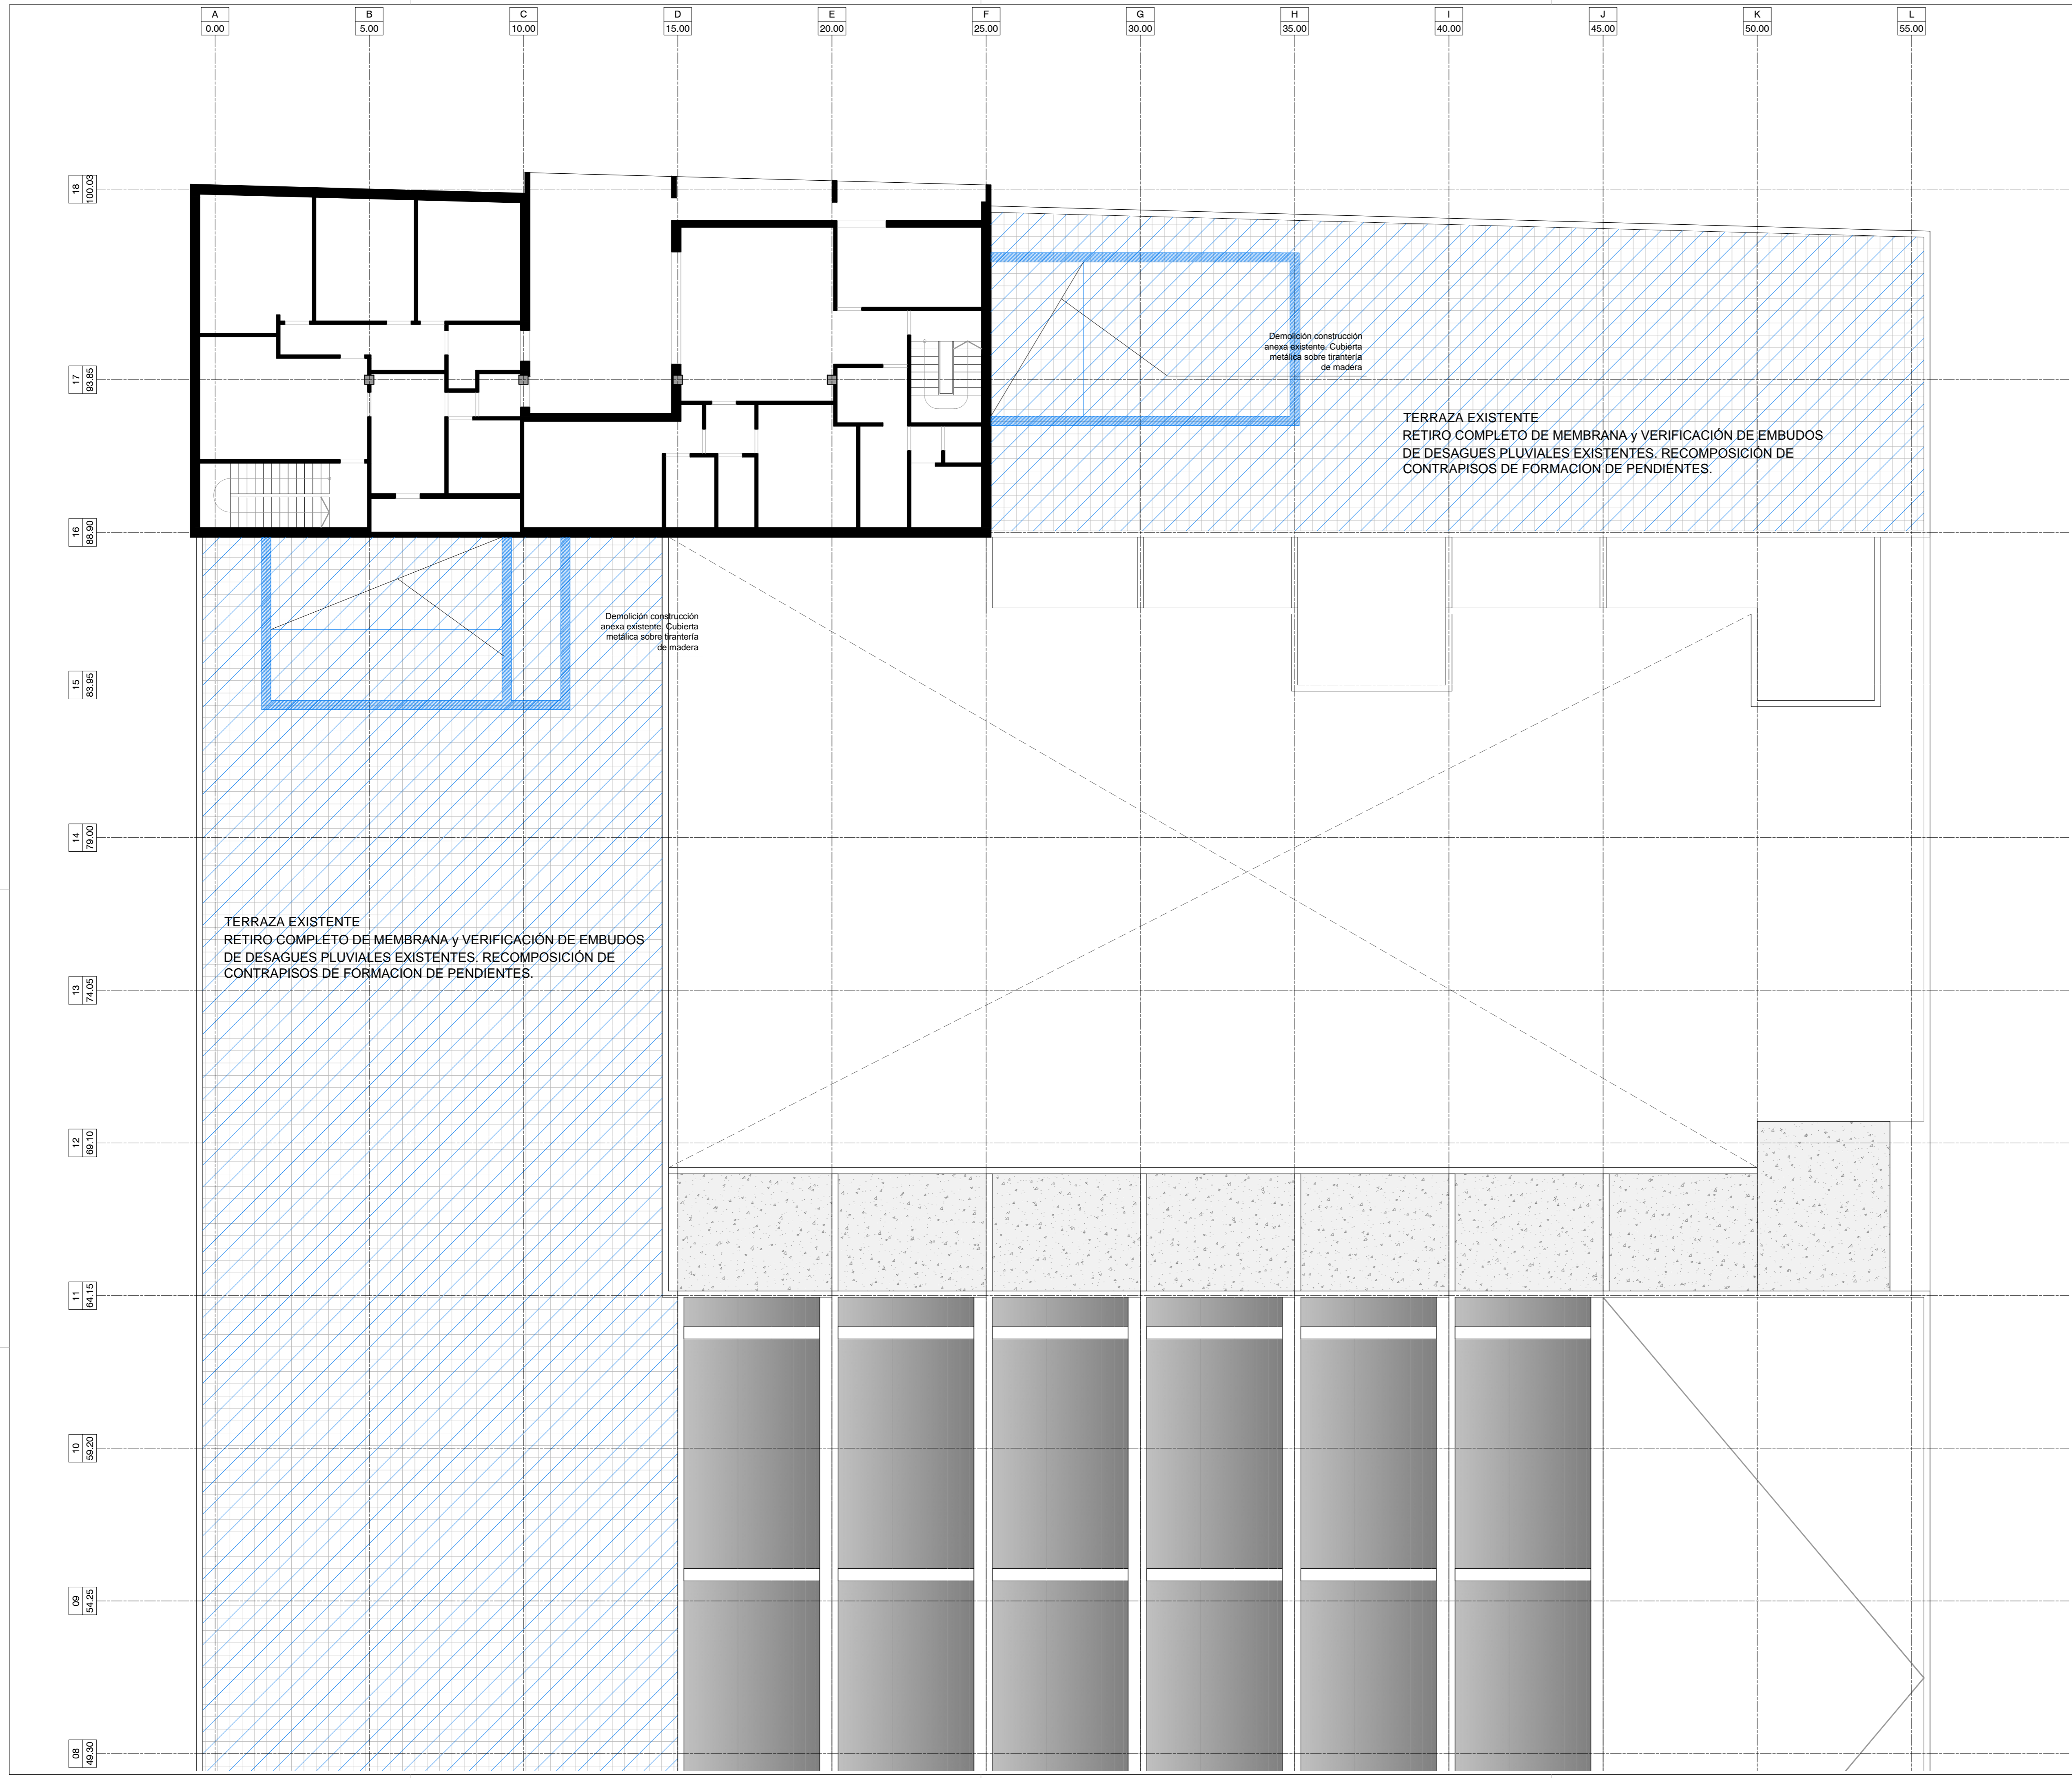 A
B
C
D
E
F
G
H
I
J
K
L
0.00
5.00
10.00
15.00
20.00
25.00
30.00
35.00
40.00
45.00
50.00
55.00
18
100.03
17
93.85
Demolición construcción
anexa existente. Cubierta
metálica sobre tirantería
de madera
TERRAZA EXISTENTE
RETIRO COMPLETO DE MEMBRANA y VERIFICACIÓN DE EMBUDOS
DE DESAGUES PLUVIALES EXISTENTES. RECOMPOSICIÓN DE
CONTRAPISOS DE FORMACION DE PENDIENTES.
16
88.90
Demolición construcción
anexa existente. Cubierta
metálica sobre tirantería
de madera
15
83.95
14
79.00
TERRAZA EXISTENTE
RETIRO COMPLETO DE MEMBRANA y VERIFICACIÓN DE EMBUDOS
DE DESAGUES PLUVIALES EXISTENTES. RECOMPOSICIÓN DE
CONTRAPISOS DE FORMACION DE PENDIENTES.
13
74.05
12
69.10
11
64.15
10
59.20
09
54.25
08
49.30